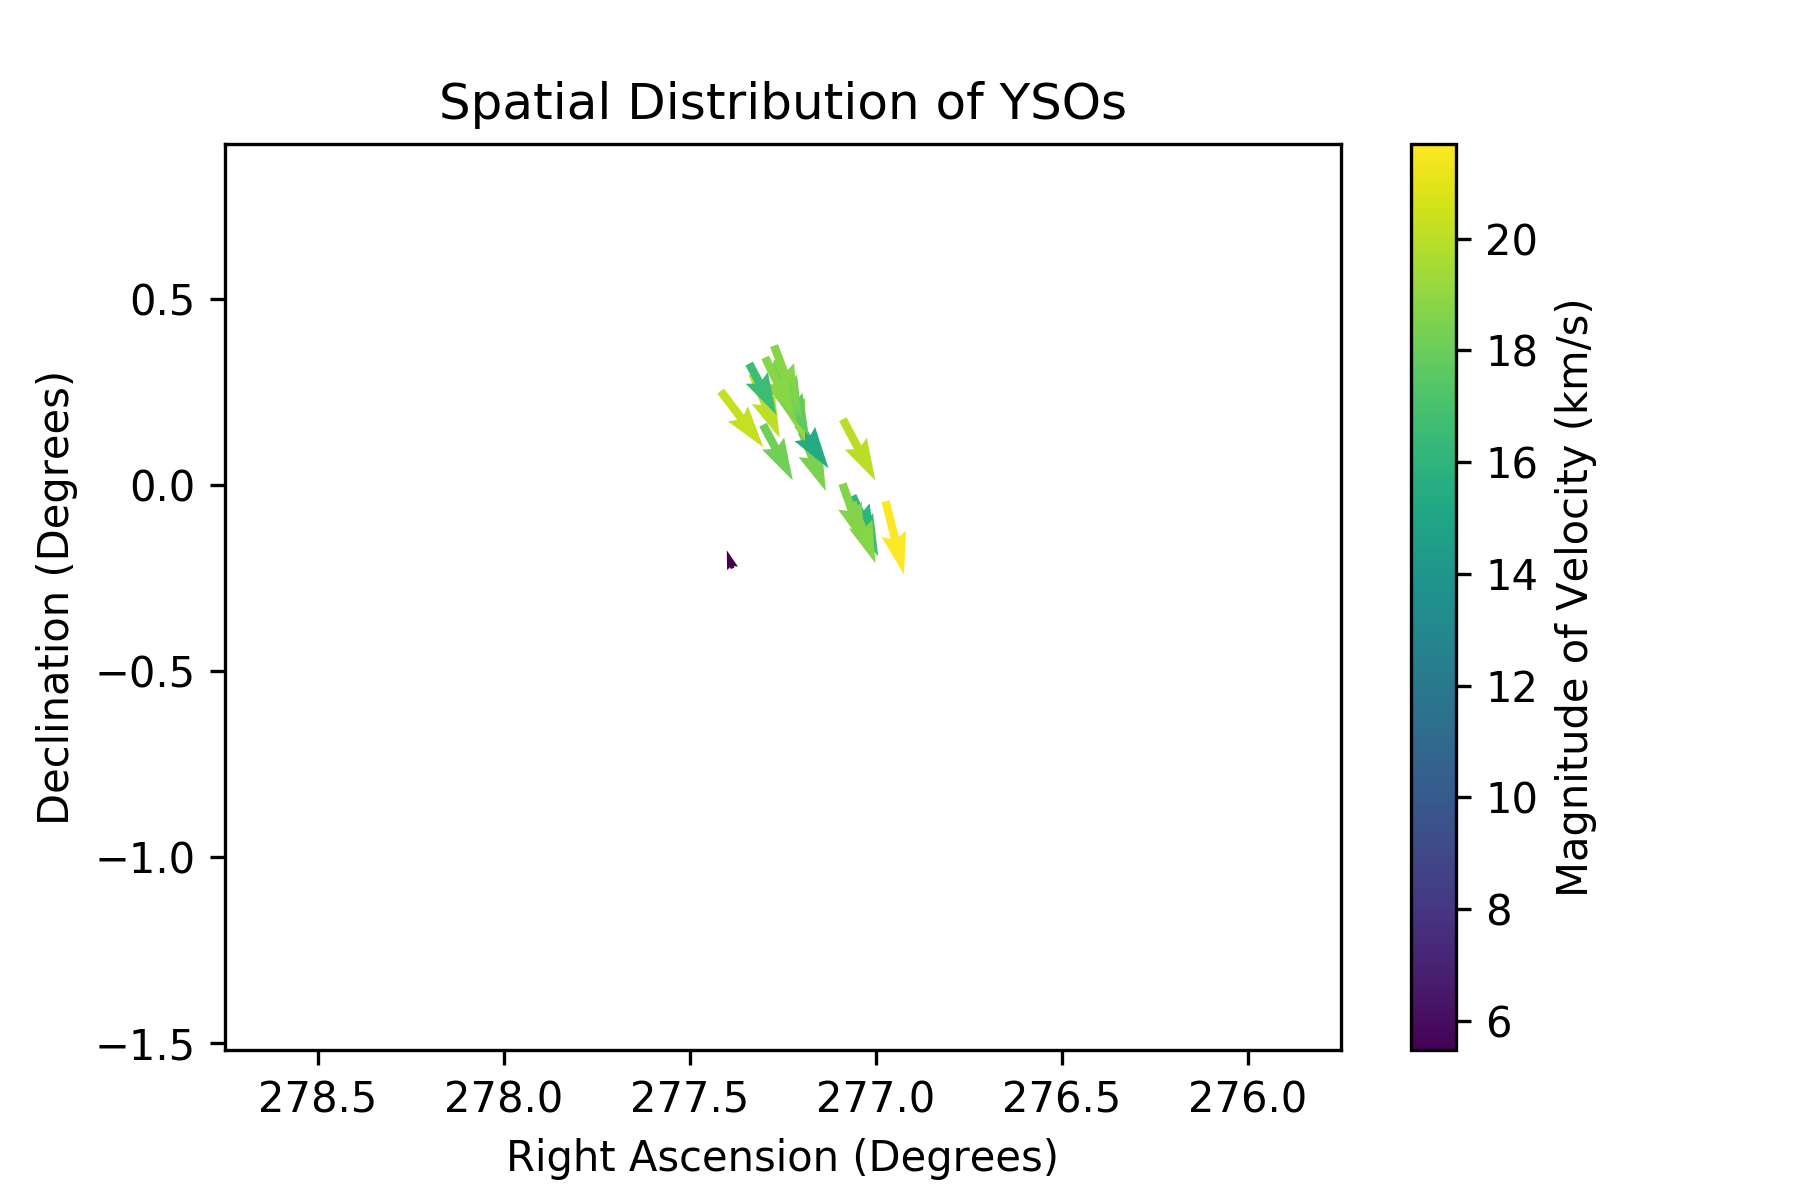 Spatial Distribution of YSOs
0.5
0.0
−0.5
−1.0
−1.5
Declination (Degrees)
278.5 278.0 277.5 277.0 276.5 276.0
Right Ascension (Degrees)
20
18
16
14
12
10
8
6
Magnitude of Velocity (km/s)